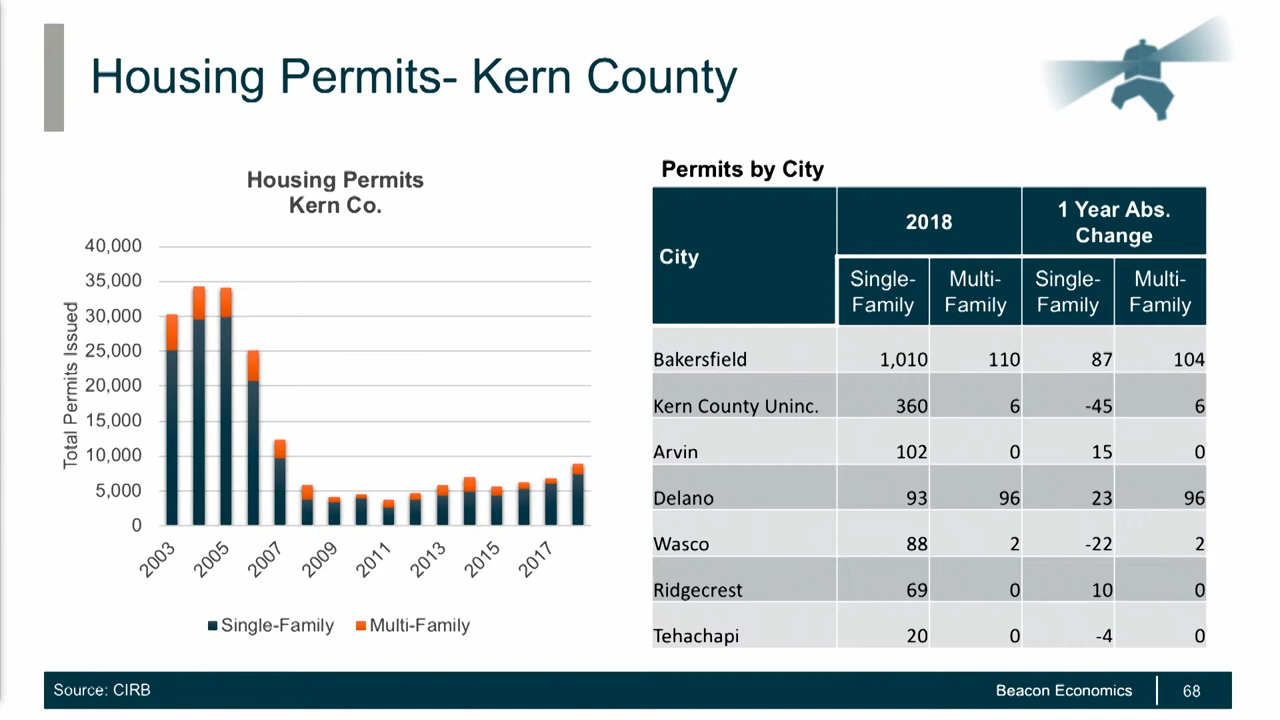 Housing Permits- Kern County
Housing Permits
Kern Co.
Total Permits Issued
40,000
35,000
30,000
25,000
20,000
15,000
10,000
5,000
0
2003 2005 2007 2009 2011 2013 2015 2017
Single-Family Multi-Family
Permits by City
City 2018 1 Year Abs. Change
Single-Family Multi-Family Single-Family Multi-Family
Bakersfield 1,010 110 87 104
Kern County Uninc. 360 6 -45 6
Arvin 102 0 15 0
Delano 93 96 23 96
Wasco 88 2 -22 2
Ridgecrest 69 0 10 0
Tehachapi 20 0 -4 0
Source: CIRB
Beacon Economics 68